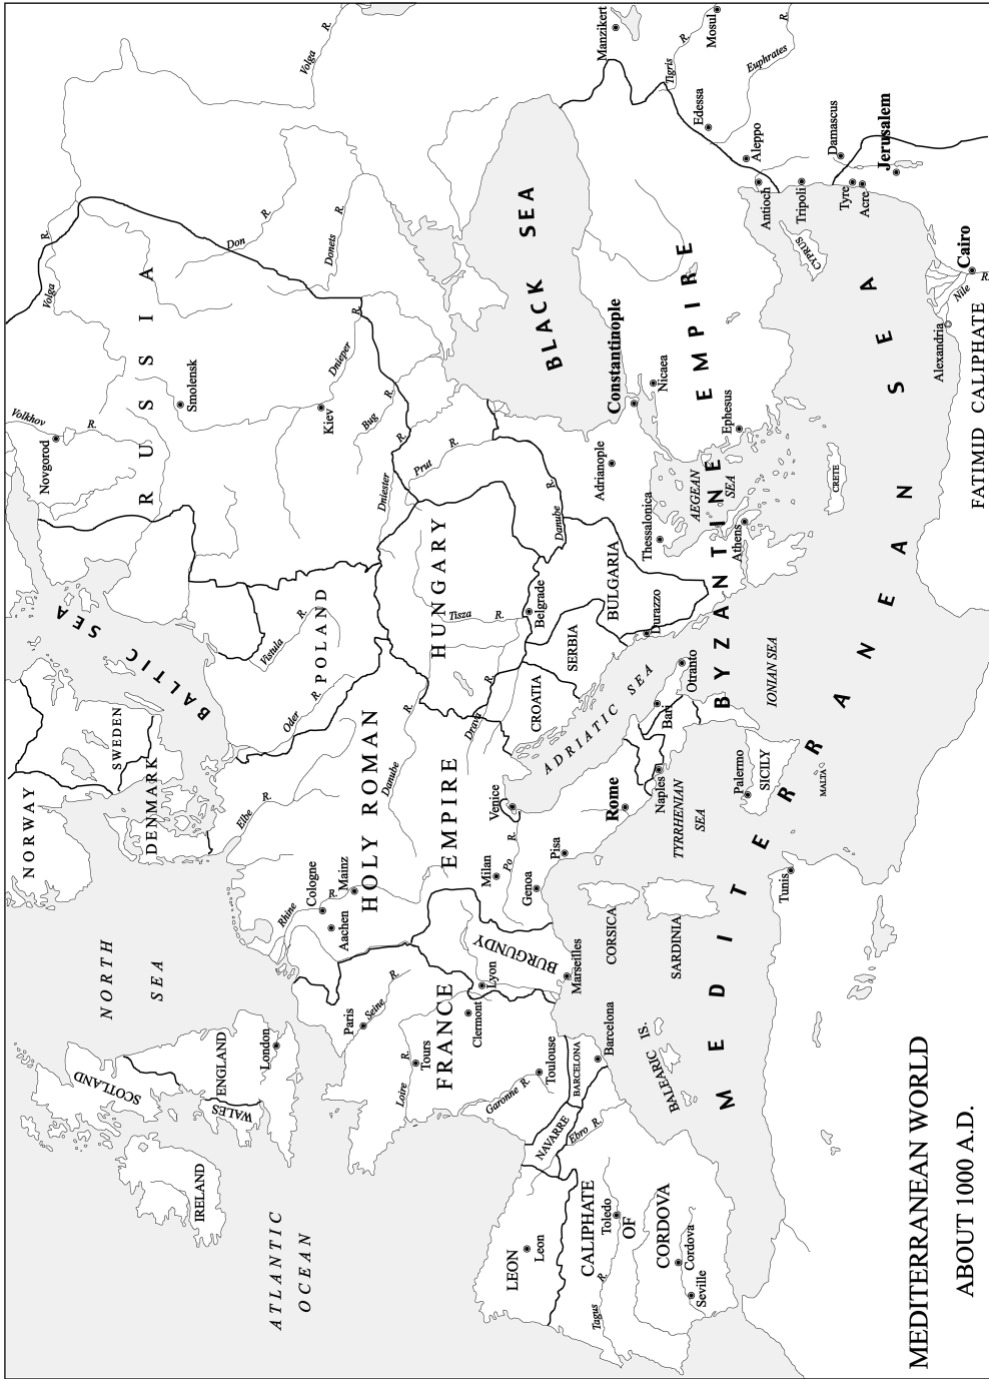 NORWAY
SWEDEN
DENMARK
BALTIC SEA
NORTH
SEA
SCOTLAND
IRELAND
ENGLAND
WALES
London
ATLANTIC
OCEAN
Novgorod
Volkhov
R.
Volga
R.
Volga
R.
RUSSIA
Smolensk
Kiev
Dnieper
R.
Don
R.
Donets
R.
Bug
R.
Dniester
R.
Prut
R.
POLAND
Vistula
R.
Oder
R.
Elbe
R.
Cologne
Aachen
Mainz
Rhine
R.
HOLY ROMAN
EMPIRE
Danube
R.
HUNGARY
Tisza
R.
Drava
R.
Belgrade
Danube
R.
Paris
Seine
R.
Tours
Loire
R.
FRANCE
Clermont
Lyon
BURGUNDY
Garonne
R.
Toulouse
Marseilles
Milan
Po
R.
Genoa
Venice
Pisa
Rome
Naples
Bari
Otranto
CROATIA
SERBIA
BULGARIA
Durazzo
ADRIATIC SEA
LEON
Leon
NAVARRE
BARCELONA
Barcelona
Ebro R.
CALIPHATE
OF
CORDOVA
Toledo
Tagus
R.
Cordova
Seville
BALEARIC IS.
CORSICA
SARDINIA
TYRRHENIAN
SEA
Palermo
SICILY
MALTA
Tunis
IONIAN SEA
MEDITERRANEAN SEA
BLACK SEA
Constantinople
Adrianople
Nicaea
Thessalonica
AEGEAN
SEA
Athens
Ephesus
BYZANTINE EMPIRE
CRETE
CYPRUS
Manzikert
Mosul
Tigris
R.
Euphrates
R.
Edessa
Aleppo
Antioch
Tripoli
Damascus
Tyre
Acre
Jerusalem
Alexandria
Nile
R.
Cairo
FATIMID CALIPHATE
MEDITERRANEAN WORLD
ABOUT 1000 A.D.